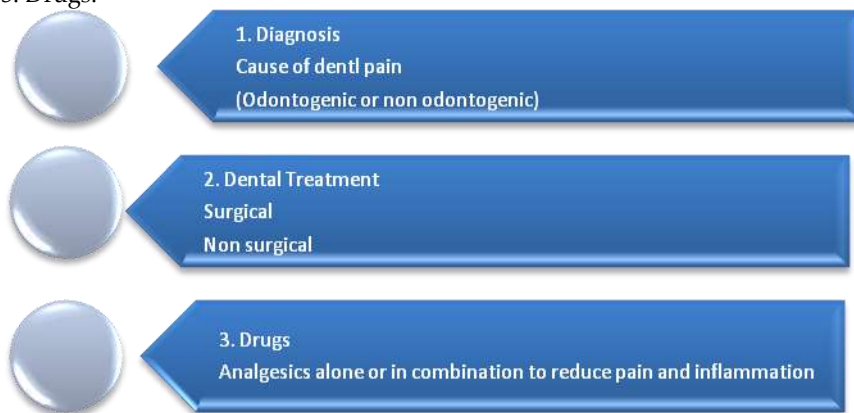 3. Drugs.
1. Diagnosis
Cause of dentl pain
(Odontogenic or non odontogenic)
2. Dental Treatment
Surgical
Non surgical
3. Drugs
Analgesics alone or in combination to reduce pain and inflammation